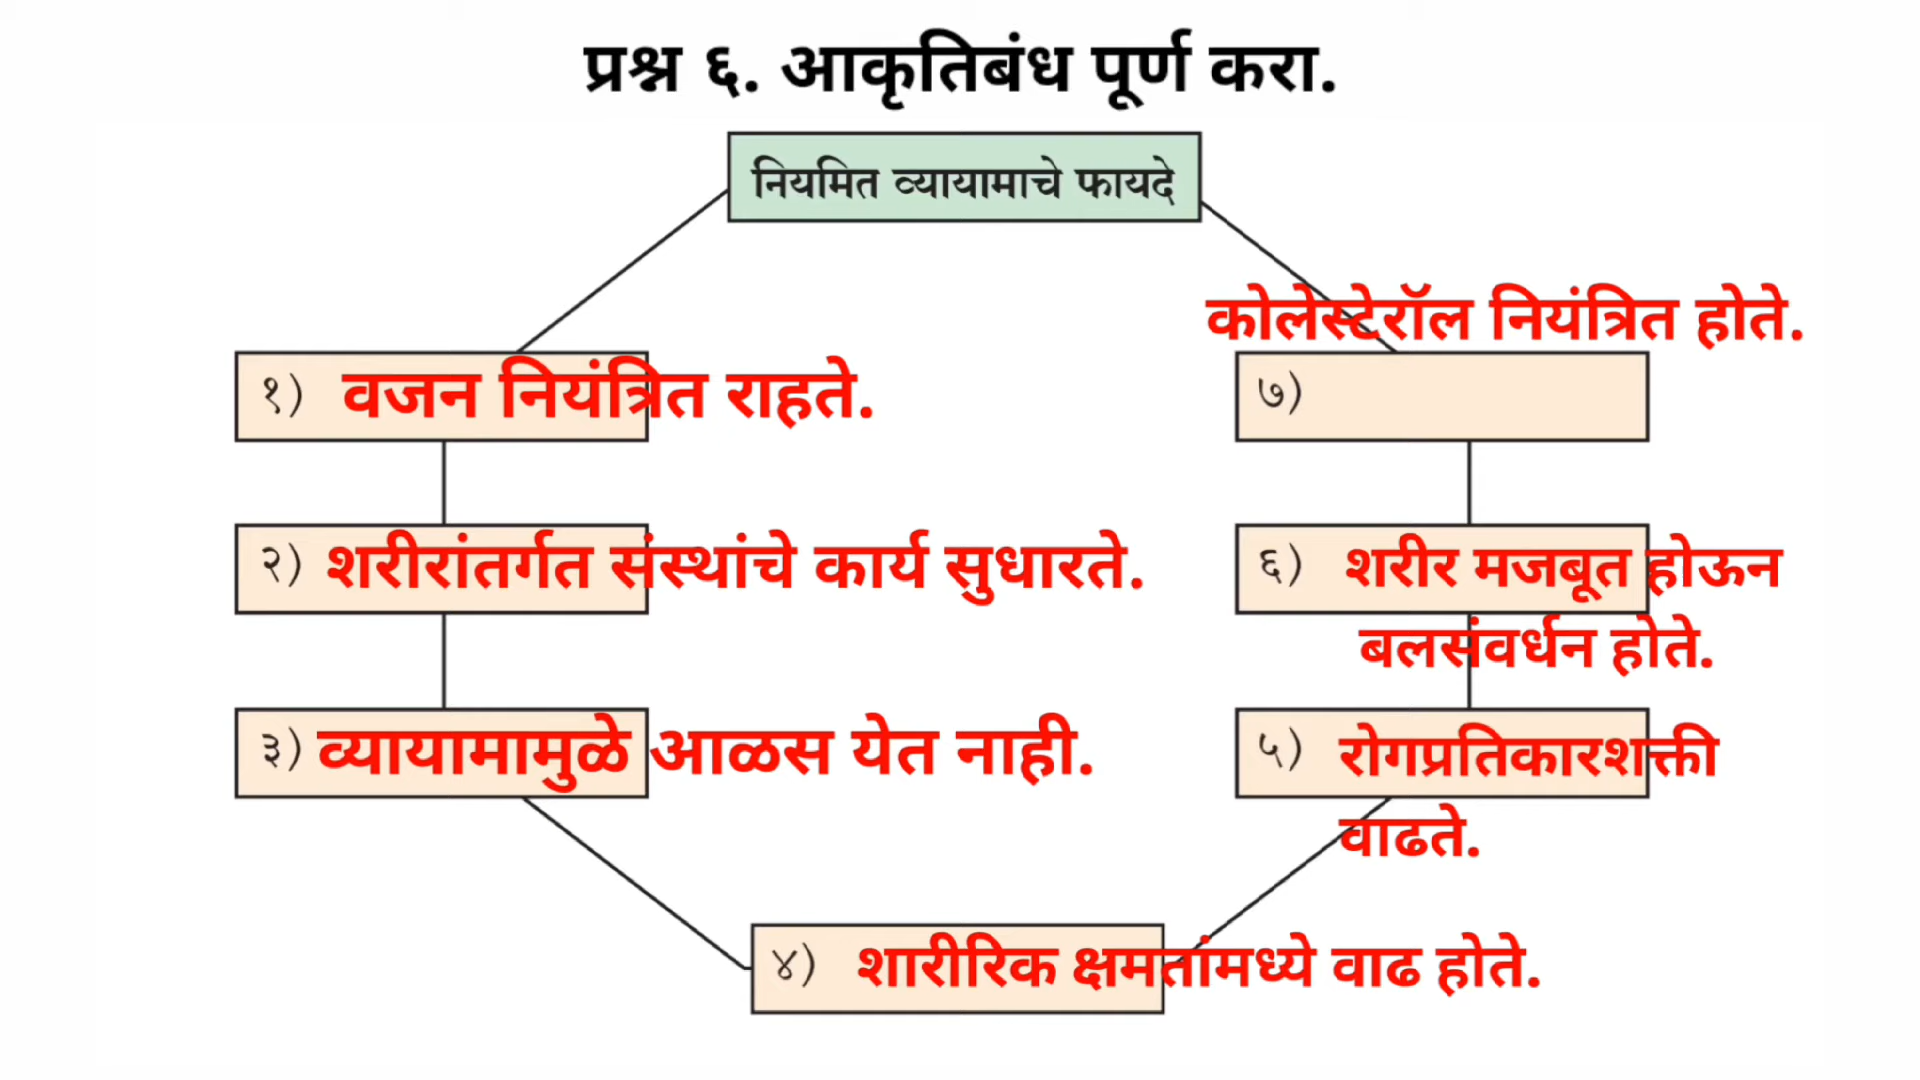 प्रश्न ६. आकृतिबंध पूर्ण करा.
नियमित व्यायामाचे फायदे
१) वजन नियंत्रित राहते.
२) शरीरांतर्गत संस्थांचे कार्य सुधारते.
३) व्यायामामुळे आळस येत नाही.
४) शारीरिक क्षमतांमध्ये वाढ होते.
५) रोगप्रतिकारशक्ती
वाढते.
६) शरीर मजबूत होऊन
बलसंवर्धन होते.
कोलेस्टेरॉल नियंत्रित होते.
७)